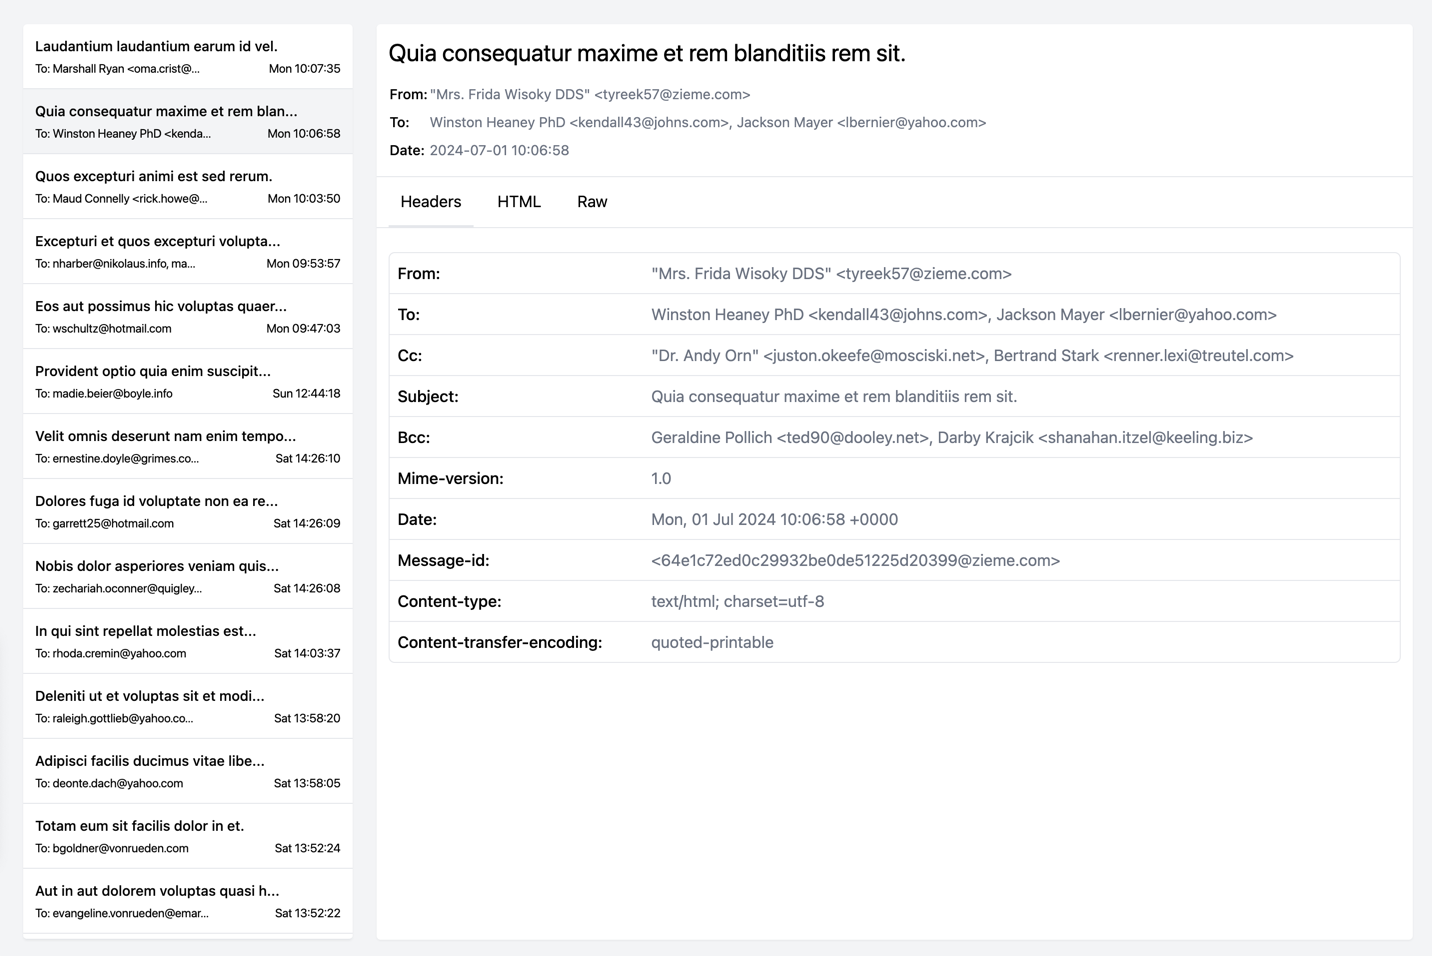 Laudantium laudantium earum id vel.
To: Marshall Ryan <oma.crist@... Mon 10:07:35
Quia consequatur maxime et rem blan...
To: Winston Heaney PhD <kenda... Mon 10:06:58
Quos excepturi animi est sed rerum.
To: Maud Connelly <rick.howe@... Mon 10:03:50
Excepturi et quos excepturi volupta...
To: nharber@nikolaus.info, ma... Mon 09:53:57
Eos aut possimus hic voluptas quaer...
To: wschultz@hotmail.com Mon 09:47:03
Provident optio quia enim suscipit...
To: madie.beier@boyle.info Sun 12:44:18
Velit omnis deserunt nam enim tempo...
To: ernestine.doyle@grimes.co... Sat 14:26:10
Dolores fuga id voluptate non ea re...
To: garrett25@hotmail.com Sat 14:26:09
Nobis dolor asperiores veniam quis...
To: zechariah.oconner@quigley... Sat 14:26:08
In qui sint repellat molestias est...
To: rhoda.cremin@yahoo.com Sat 14:03:37
Deleniti ut et voluptas sit et modi...
To: raleigh.gottlieb@yahoo.co... Sat 13:58:20
Adipisci facilis ducimus vitae libe...
To: deonte.dach@yahoo.com Sat 13:58:05
Totam eum sit facilis dolor in et.
To: bgoldner@vonrueden.com Sat 13:52:24
Aut in aut dolorem voluptas quasi h...
To: evangeline.vonrueden@emar... Sat 13:52:22
Quia consequatur maxime et rem blanditiis rem sit.
From: "Mrs. Frida Wisoky DDS" <tyreek57@zieme.com>
To: Winston Heaney PhD <kendall43@johns.com>, Jackson Mayer <lbernier@yahoo.com>
Date: 2024-07-01 10:06:58
Headers HTML Raw
From: "Mrs. Frida Wisoky DDS" <tyreek57@zieme.com>
To: Winston Heaney PhD <kendall43@johns.com>, Jackson Mayer <lbernier@yahoo.com>
Cc: "Dr. Andy Orn" <juston.okeefe@mosciski.net>, Bertrand Stark <renner.lexi@treutel.com>
Subject: Quia consequatur maxime et rem blanditiis rem sit.
Bcc: Geraldine Pollich <ted90@dooley.net>, Darby Krajcik <shanahan.itzel@keeling.biz>
Mime-version: 1.0
Date: Mon, 01 Jul 2024 10:06:58 +0000
Message-id: <64e1c72ed0c29932be0de51225d20399@zieme.com>
Content-type: text/html; charset=utf-8
Content-transfer-encoding: quoted-printable